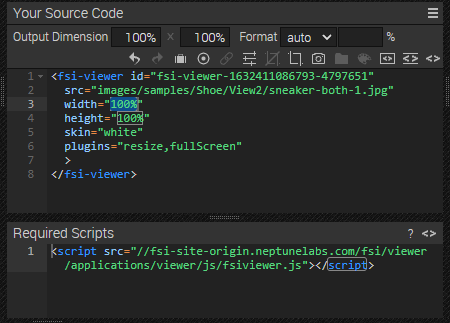 Your Source Code
Output Dimension 100% x 100% Format auto %
1 <fsi-viewer id="fsi-viewer-1632411086793-4797651"
2 src="images/samples/Shoe/View2/sneaker-both-1.jpg"
3 width="100%"
4 height="100%"
5 skin="white"
6 plugins="resize,fullScreen"
7 >
8 </fsi-viewer>
Required Scripts ? <>
1 <script src="//fsi-site-origin.neptunelabs.com/fsi/viewer
/applications/viewer/js/fsiviewer.js"></script>